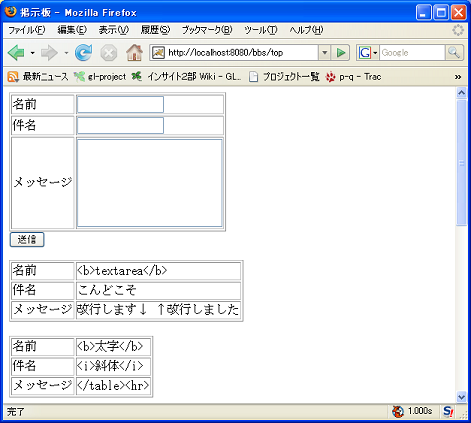 掲示板 - Mozilla Firefox
ファイル(F) 編集(E) 表示(V) 履歴(S) ブックマーク(B) ツール(T) ヘルプ(H)
http://localhost:8080/bbs/top
Google
最新ニュース gl-project インサイト2部 Wiki - GL... プロジェクト一覧 p-q - Trac
名前
件名
メッセージ
送信
名前 <b>textarea</b>
件名 こんどこそ
メッセージ 改行します↓ ↑改行しました
名前 <b>太字</b>
件名 <i>斜体</i>
メッセージ </table><hr>
完了 1.000s